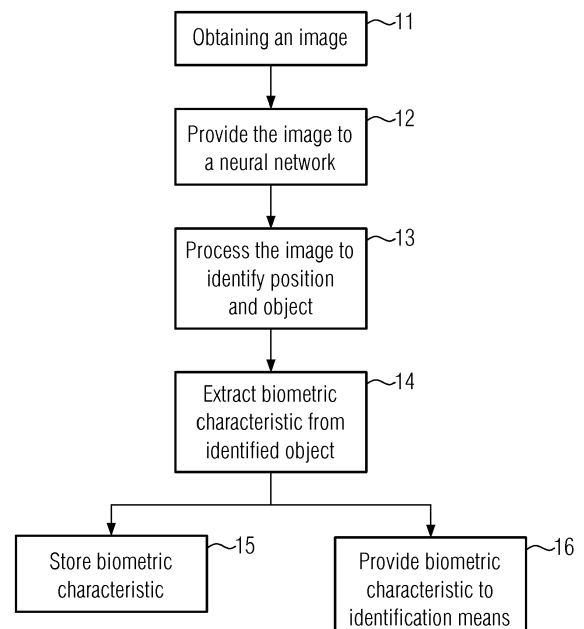 Obtaining an image
11
Provide the image to
a neural network
12
Process the image to
identify position
and object
13
Extract biometric
characteristic from
identified object
14
Store biometric
characteristic
15
Provide biometric
characteristic to
identification means
16